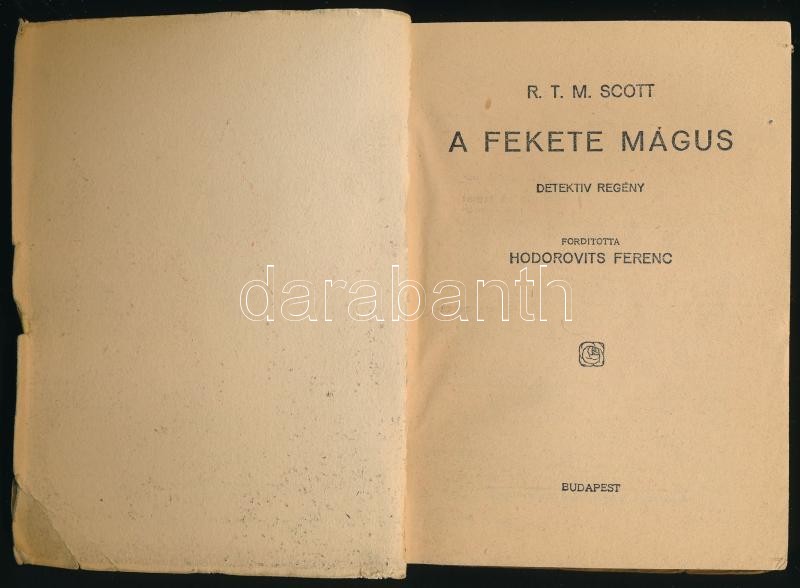 R. T. M. SCOTT
A FEKETE MÁGUS
DETEKTIV REGÉNY
FORDITOTTA
HODOROVITS FERENC
darabanth
BUDAPEST